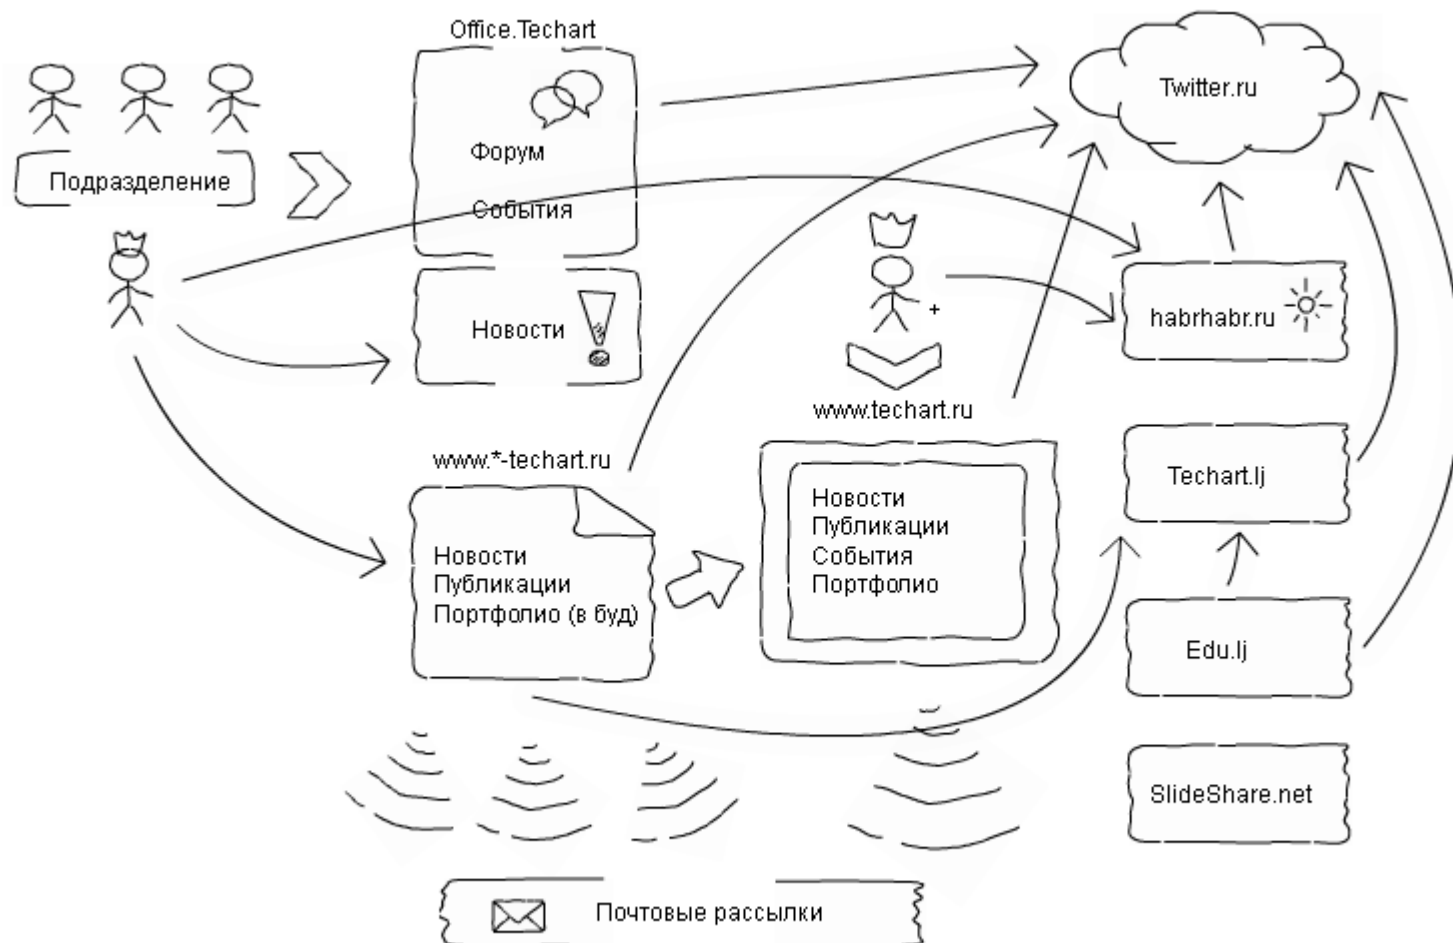 Office.Techart
Twitter.ru
Форум
Подразделение
События
Новости
habrhabr.ru
+
www.techart.ru
www.*-techart.ru
Techart.lj
Новости
Публикации
События
Портфолио
Новости
Публикации
Портфолио (в буд)
Edu.lj
SlideShare.net
Почтовые рассылки